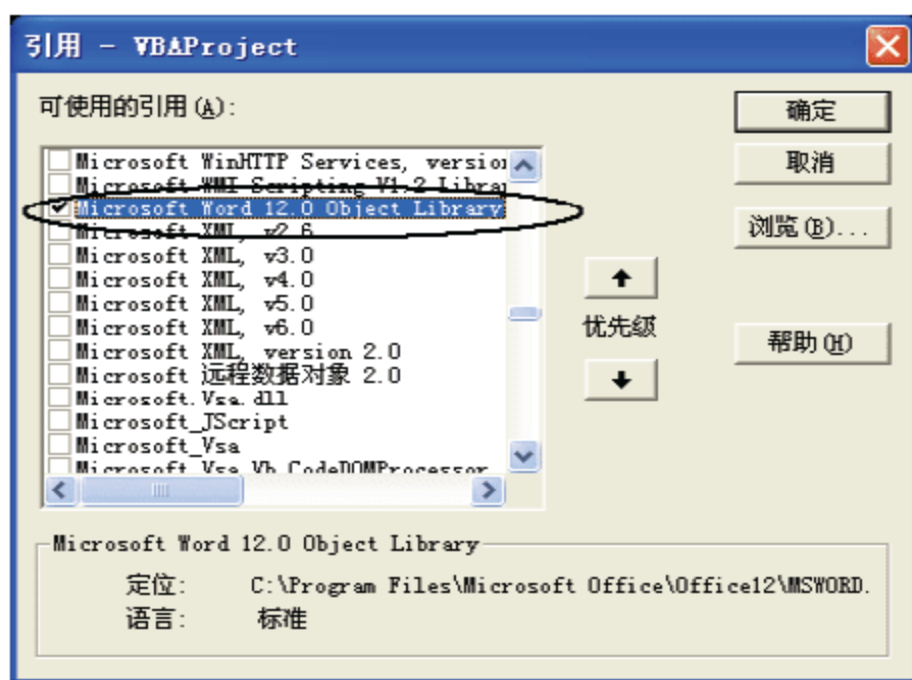 引用 - VBAProject
可使用的引用(A):
确定
取消
浏览(B)...
帮助(H)
Microsoft WinHTTP Services, version
Microsoft WMI Scripting V1.2 Libra
Microsoft Word 12.0 Object Library
Microsoft XML, v2.6
Microsoft XML, v3.0
Microsoft XML, v4.0
Microsoft XML, v5.0
Microsoft XML, v6.0
Microsoft XML, version 2.0
Microsoft 远程数据对象 2.0
Microsoft.Vsa.dll
Microsoft_JScript
Microsoft_Vsa
Microsoft_Vsa_Vb_CodeDOMProcessor
优先级
Microsoft Word 12.0 Object Library
定位: C:\Program Files\Microsoft Office\Office12\MSWORD.
语言: 标准